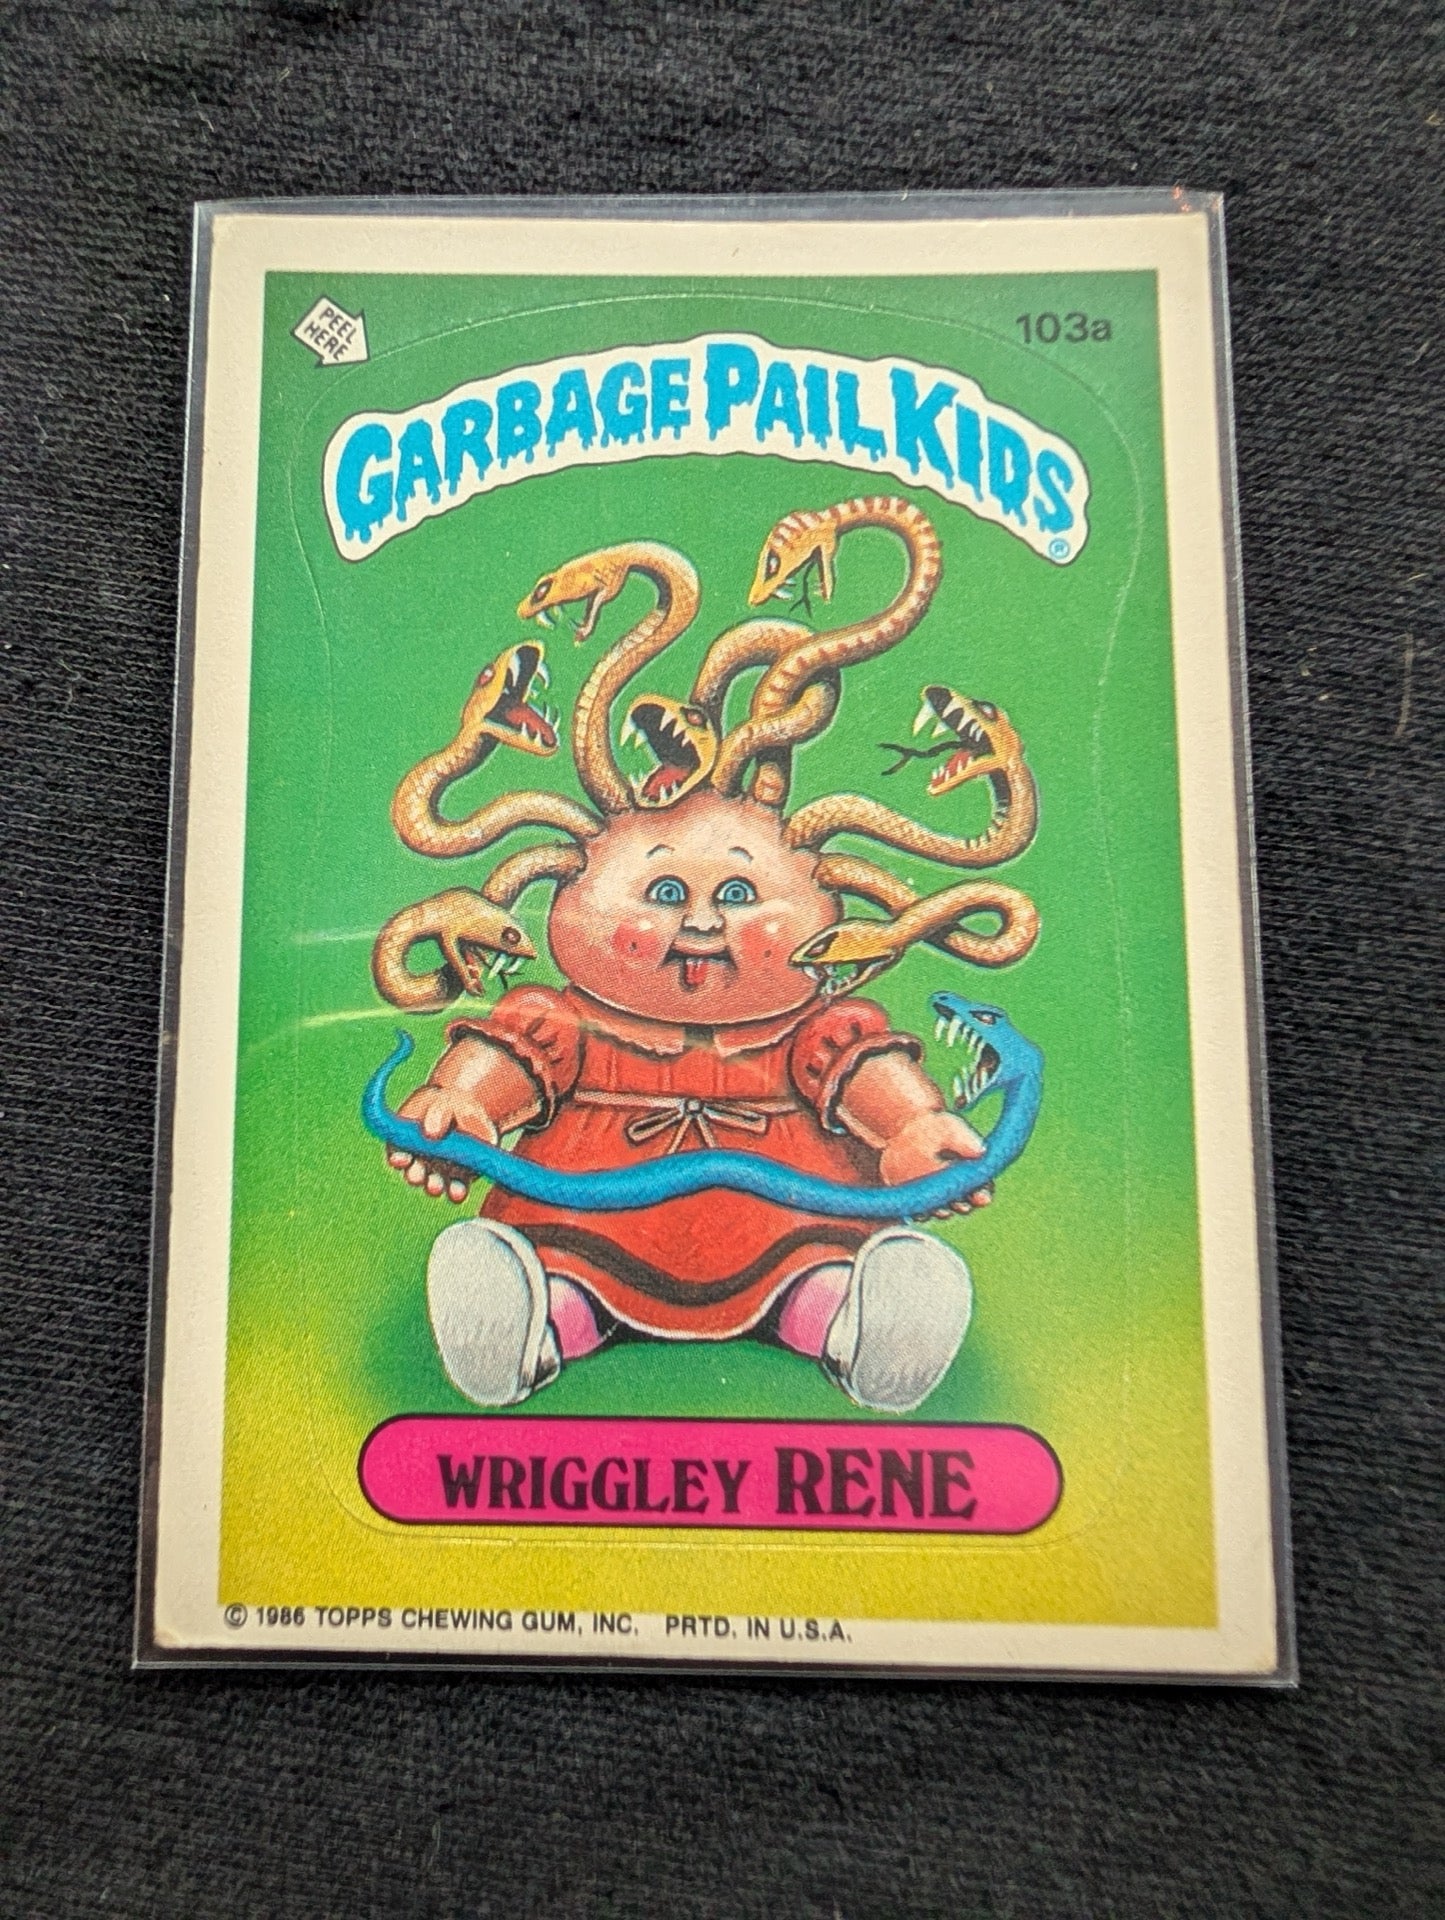 PEEL
HERE
103a
GARBAGE PAIL KIDS
®
WRIGGLEY RENE
© 1986 TOPPS CHEWING GUM, INC. PRTD. IN U.S.A.